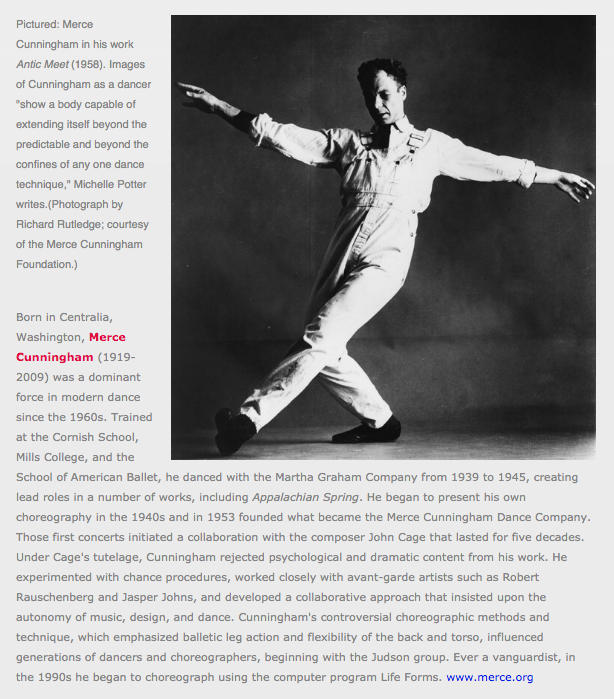 Pictured: Merce
Cunningham in his work
Antic Meet (1958). Images
of Cunningham as a dancer
"show a body capable of
extending itself beyond the
predictable and beyond the
confines of any one dance
technique," Michelle Potter
writes.(Photograph by
Richard Rutledge; courtesy
of the Merce Cunningham
Foundation.)
Born in Centralia,
Washington, Merce
Cunningham (1919-
2009) was a dominant
force in modern dance
since the 1960s. Trained
at the Cornish School,
Mills College, and the
School of American Ballet, he danced with the Martha Graham Company from 1939 to 1945, creating
lead roles in a number of works, including Appalachian Spring. He began to present his own
choreography in the 1940s and in 1953 founded what became the Merce Cunningham Dance Company.
Those first concerts initiated a collaboration with the composer John Cage that lasted for five decades.
Under Cage's tutelage, Cunningham rejected psychological and dramatic content from his work. He
experimented with chance procedures, worked closely with avant-garde artists such as Robert
Rauschenberg and Jasper Johns, and developed a collaborative approach that insisted upon the
autonomy of music, design, and dance. Cunningham's controversial choreographic methods and
technique, which emphasized balletic leg action and flexibility of the back and torso, influenced
generations of dancers and choreographers, beginning with the Judson group. Ever a vanguardist, in
the 1990s he began to choreograph using the computer program Life Forms. www.merce.org